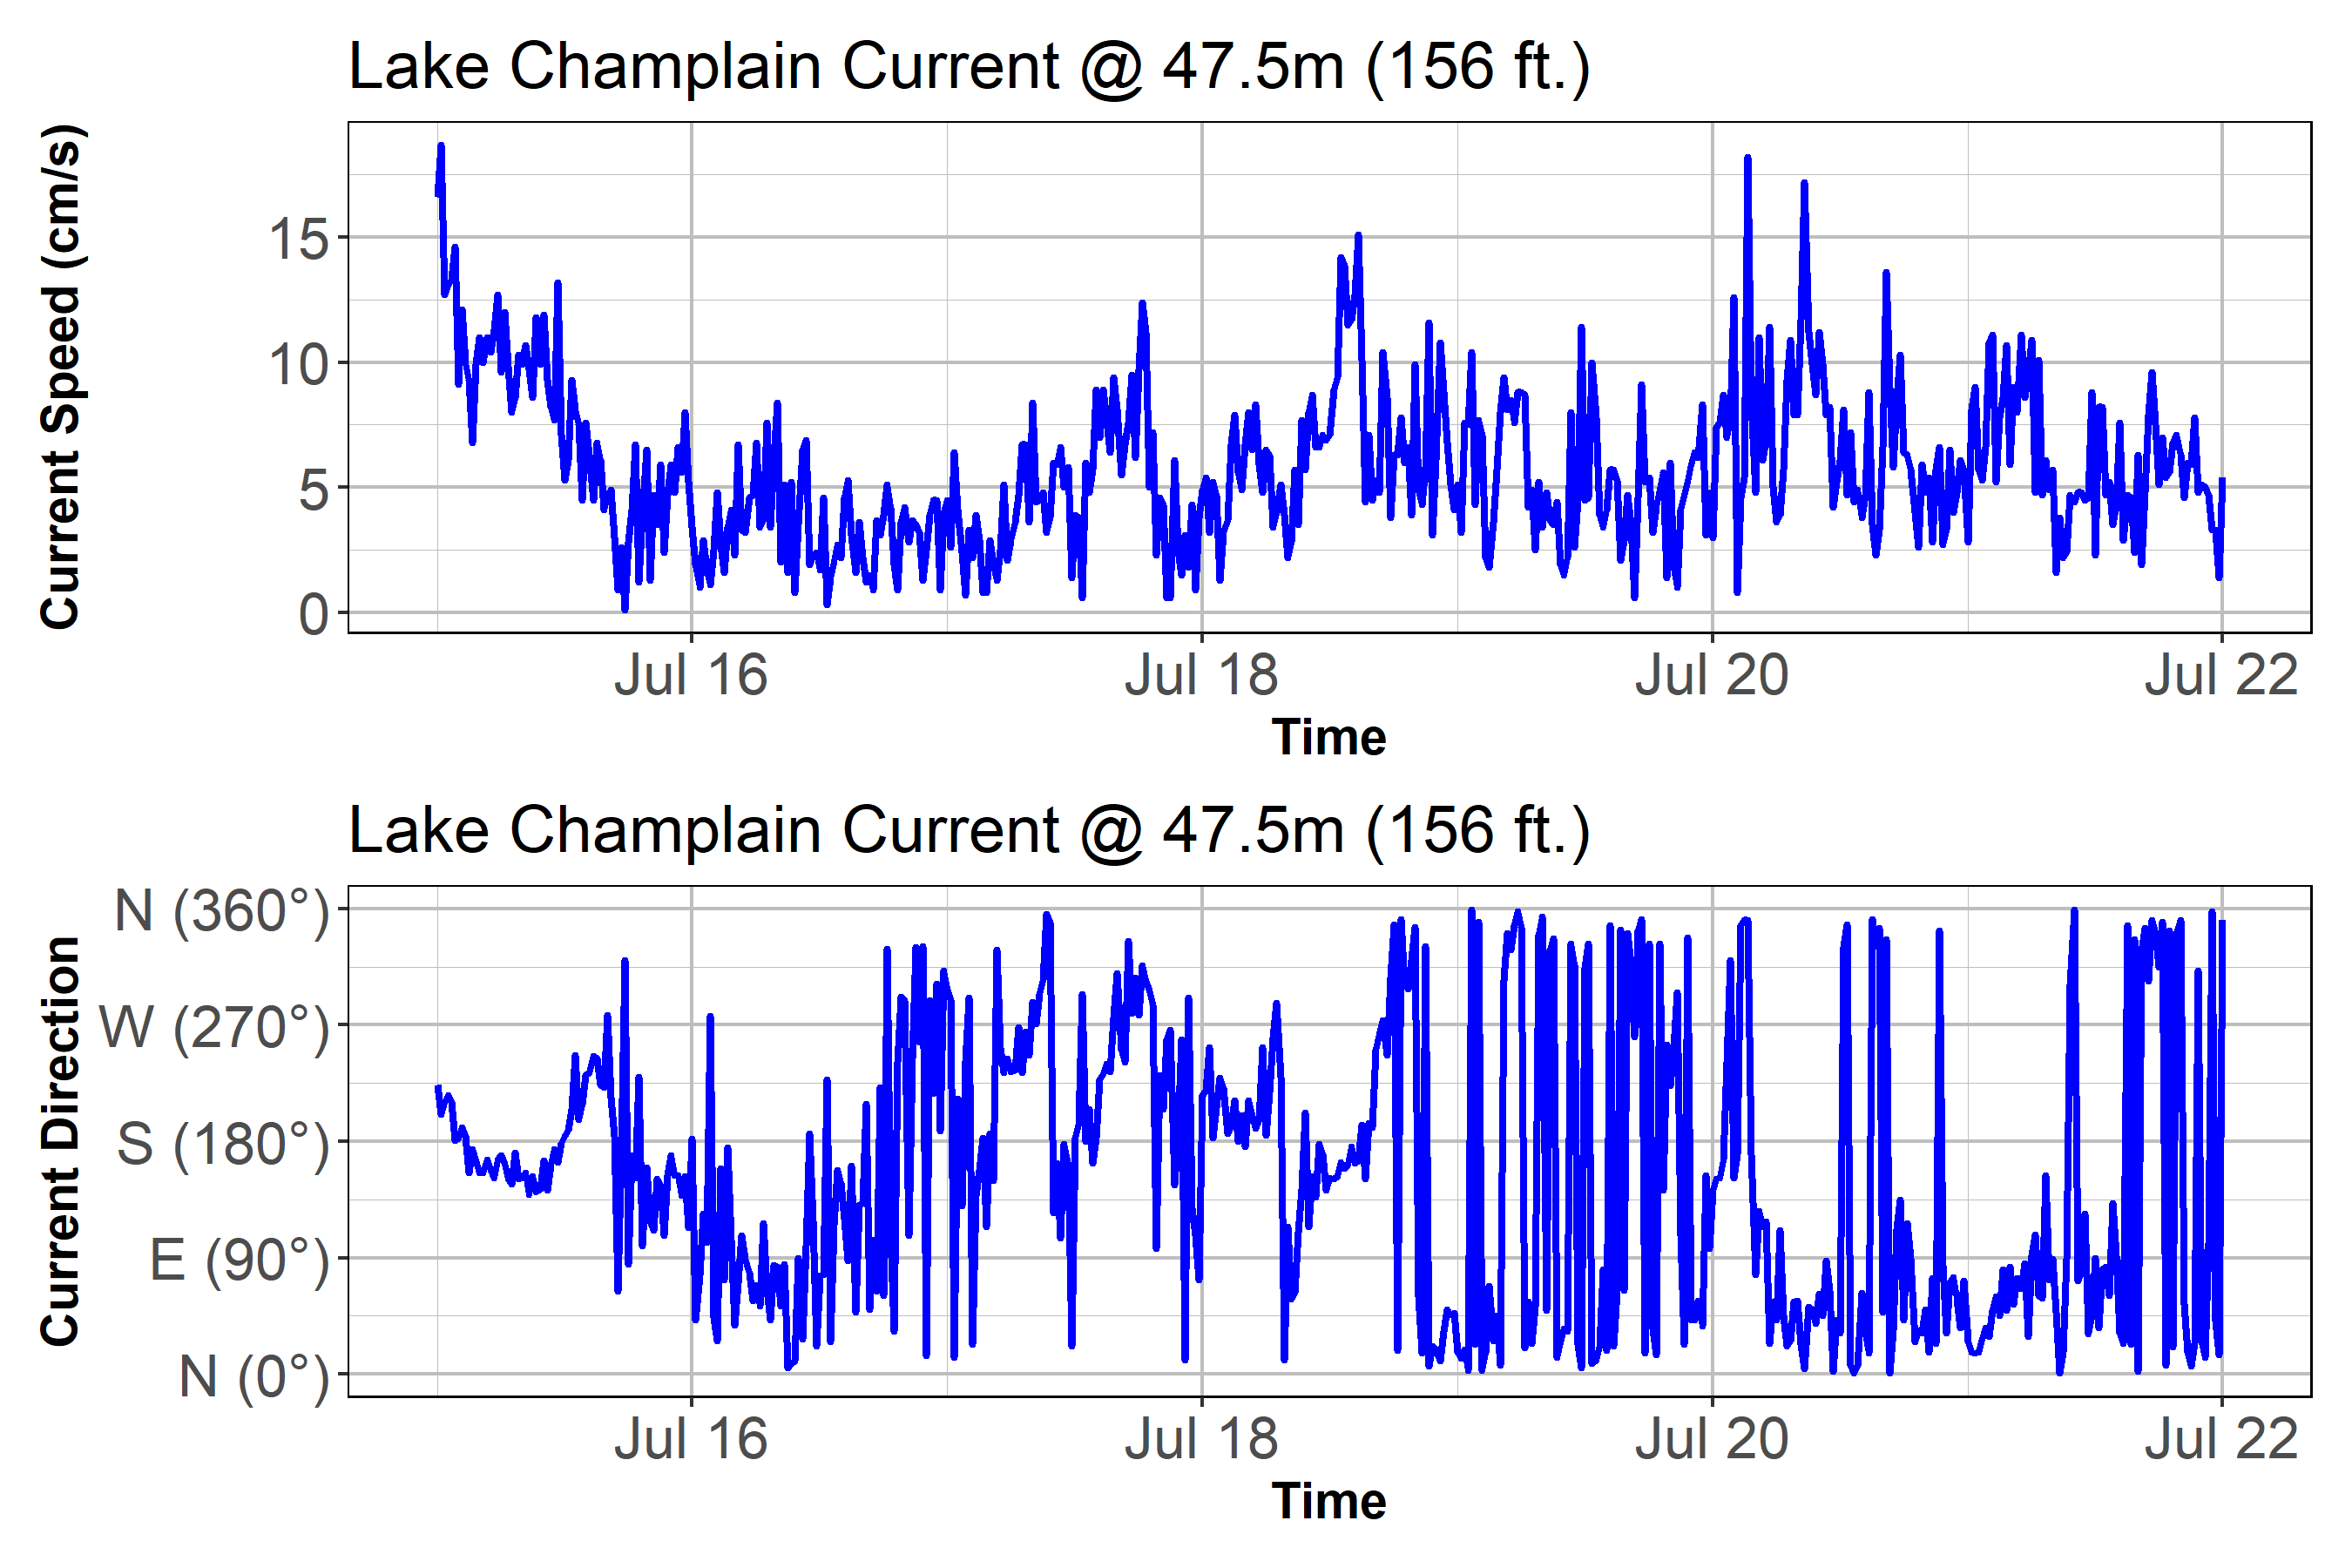 Lake Champlain Current @ 47.5m (156 ft.)
Current Speed (cm/s)
15
10
5
0
Jul 16 Jul 18 Jul 20 Jul 22
Time
Lake Champlain Current @ 47.5m (156 ft.)
Current Direction
N (360°)
W (270°)
S (180°)
E (90°)
N (0°)
Jul 16 Jul 18 Jul 20 Jul 22
Time